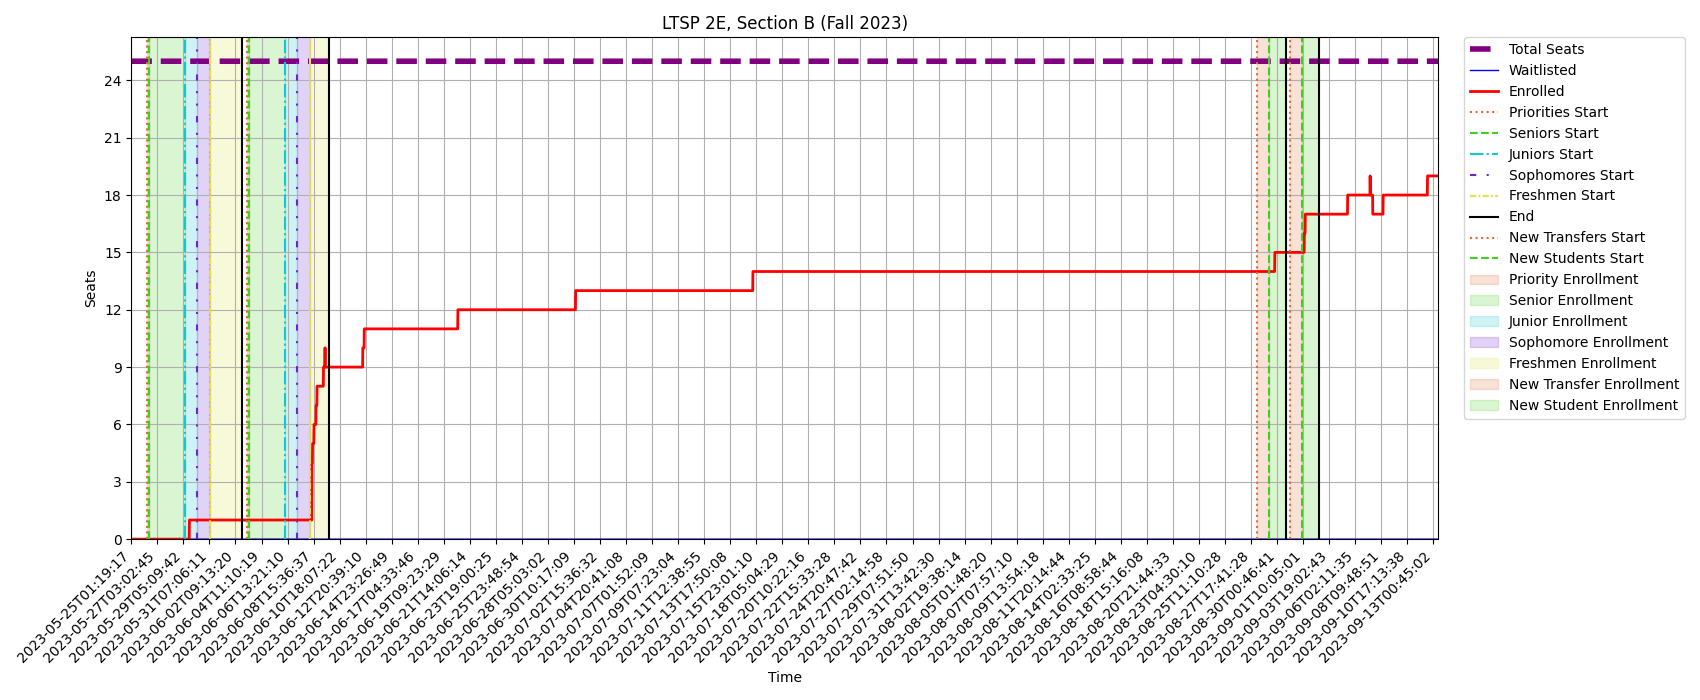 LTSP 2E, Section B (Fall 2023)
Seats
24
21
18
15
12
9
6
3
0
2023-05-25T01:19:17
2023-05-27T03:02:45
2023-05-29T05:09:42
2023-05-31T07:06:11
2023-06-02T09:13:20
2023-06-04T11:10:19
2023-06-06T13:21:10
2023-06-08T15:36:37
2023-06-10T18:07:22
2023-06-12T20:39:10
2023-06-14T23:26:49
2023-06-17T04:33:46
2023-06-19T09:23:29
2023-06-21T14:06:14
2023-06-23T19:00:25
2023-06-25T23:48:54
2023-06-28T05:03:02
2023-06-30T10:17:09
2023-07-02T15:36:32
2023-07-04T20:41:08
2023-07-07T01:52:09
2023-07-09T07:23:04
2023-07-11T12:38:55
2023-07-13T17:50:08
2023-07-15T23:01:10
2023-07-18T05:04:29
2023-07-20T10:22:16
2023-07-22T15:33:28
2023-07-24T20:47:42
2023-07-27T02:14:58
2023-07-29T07:51:50
2023-07-31T13:42:30
2023-08-02T19:38:14
2023-08-05T01:48:20
2023-08-07T07:57:10
2023-08-09T13:54:18
2023-08-11T20:14:44
2023-08-14T02:33:25
2023-08-16T08:58:44
2023-08-18T15:16:08
2023-08-20T21:44:33
2023-08-23T04:30:10
2023-08-25T11:10:28
2023-08-27T17:41:28
2023-08-30T00:46:41
2023-09-01T10:05:01
2023-09-03T19:02:43
2023-09-06T02:11:35
2023-09-08T09:48:51
2023-09-10T17:13:38
2023-09-13T00:45:02
Time
Total Seats
Waitlisted
Enrolled
Priorities Start
Seniors Start
Juniors Start
Sophomores Start
Freshmen Start
End
New Transfers Start
New Students Start
Priority Enrollment
Senior Enrollment
Junior Enrollment
Sophomore Enrollment
Freshmen Enrollment
New Transfer Enrollment
New Student Enrollment